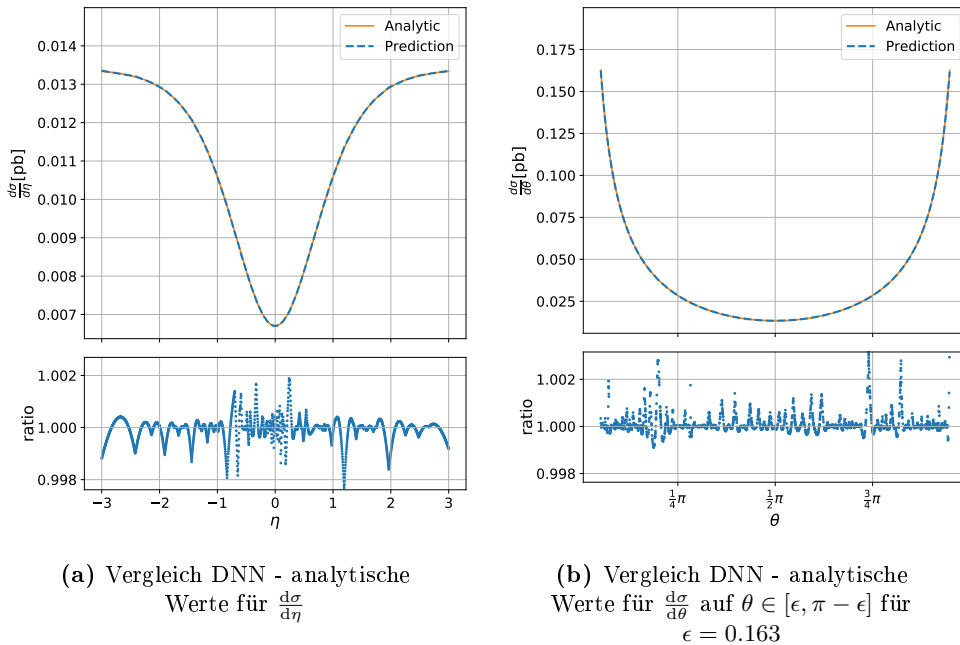 Analytic
Prediction
0.014
0.013
0.012
0.011
0.010
0.009
0.008
0.007
dσ/dη [pb]
1.002
1.000
0.998
ratio
−3 −2 −1 0 1 2 3
η
(a) Vergleich DNN - analytische
Werte für dσ/dη
Analytic
Prediction
0.175
0.150
0.125
0.100
0.075
0.050
0.025
dσ/dθ [pb]
1.002
1.000
0.998
ratio
1/4 π 1/2 π 3/4 π
θ
(b) Vergleich DNN - analytische
Werte für dσ/dθ auf θ ∈ [ϵ, π − ϵ] für
ϵ = 0.163